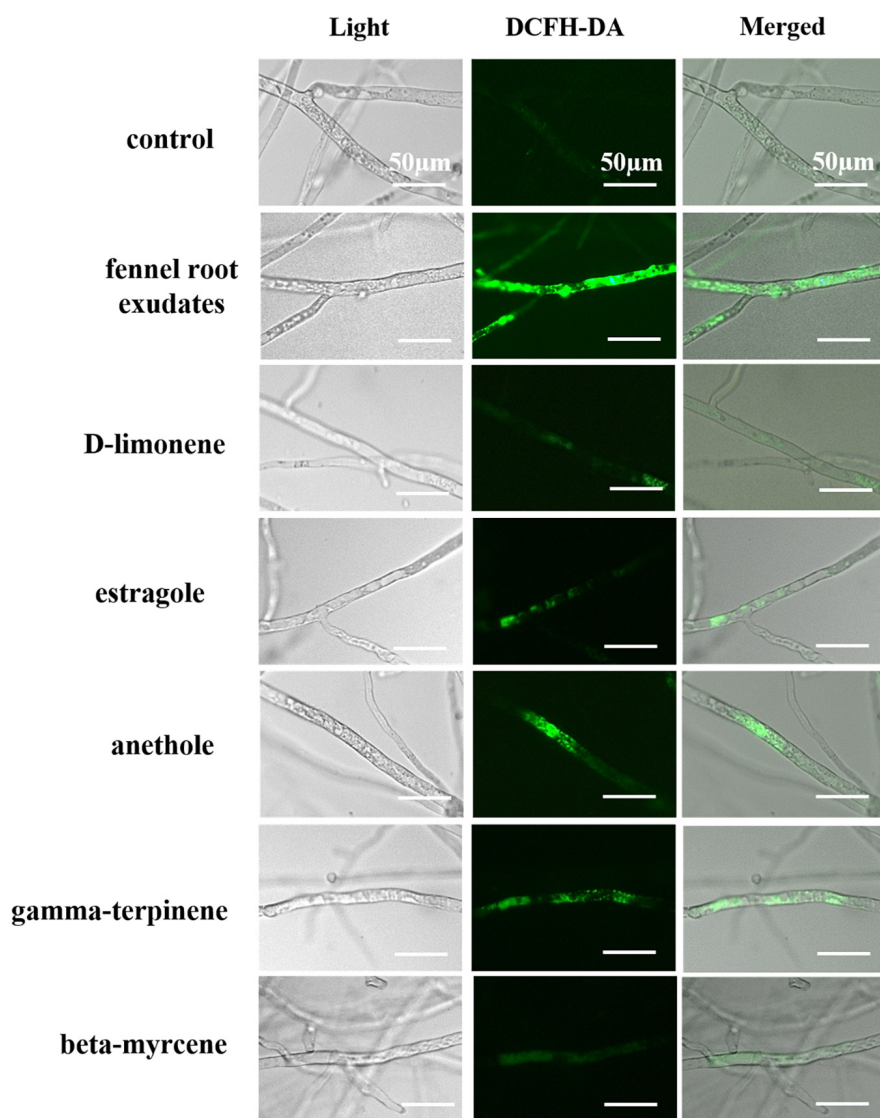 Light DCFH-DA Merged
control
50μm 50μm 50μm
fennel root
exudates
D-limonene
estragole
anethole
gamma-terpinene
beta-myrcene